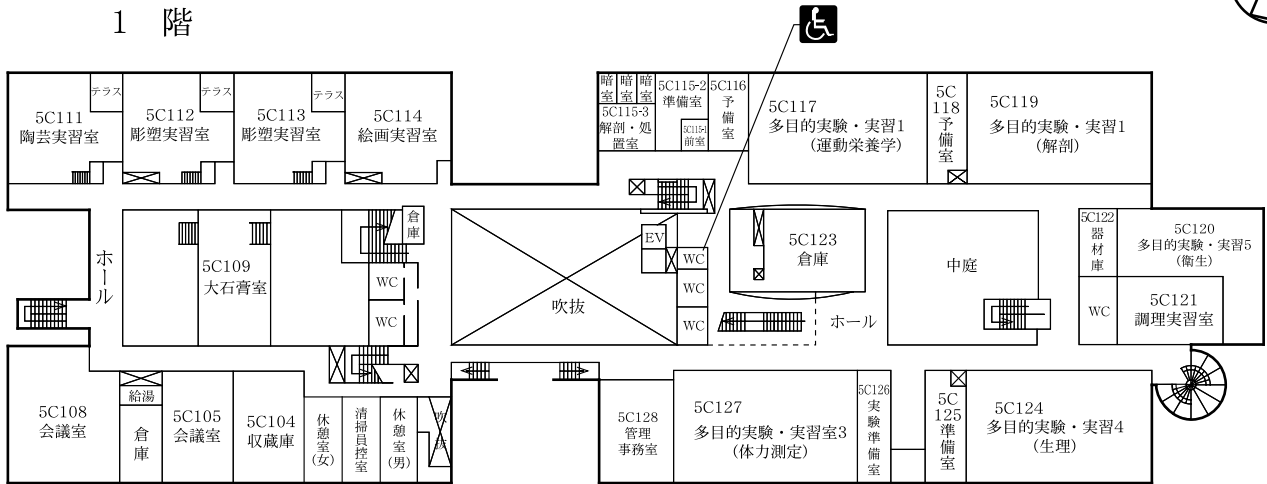 1 階
5C111
陶芸実習室
テラス
5C112
彫塑実習室
テラス
5C113
彫塑実習室
テラス
5C114
絵画実習室
暗室
暗室
暗室
5C115-3
解剖・処置室
5C115-2
準備室
5C115-1
前室
5C116
予備室
5C117
多目的実験・実習1
(運動栄養学)
5C
118
予備室
5C119
多目的実験・実習1
(解剖)
ホール
5C109
大石膏室
倉庫
WC
WC
吹抜
EV
WC
WC
WC
5C123
倉庫
ホール
中庭
5C122
器材庫
WC
5C120
多目的実験・実習5
(衛生)
5C121
調理実習室
5C108
会議室
給湯
倉庫
5C105
会議室
5C104
収蔵庫
休憩室(女)
清掃員控室
休憩室(男)
吹抜
5C128
管理
事務室
5C127
多目的実験・実習室3
(体力測定)
5C126
実験準備室
5C
125
準備室
5C124
多目的実験・実習4
(生理)